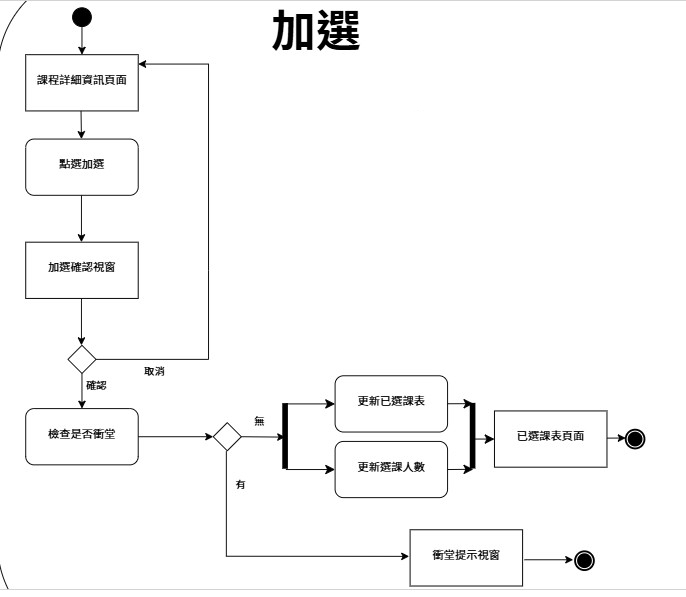 加選
課程詳細資訊頁面
點選加選
加選確認視窗
取消
確認
檢查是否衝堂
無
有
更新已選課表
更新選課人數
已選課表頁面
衝堂提示視窗